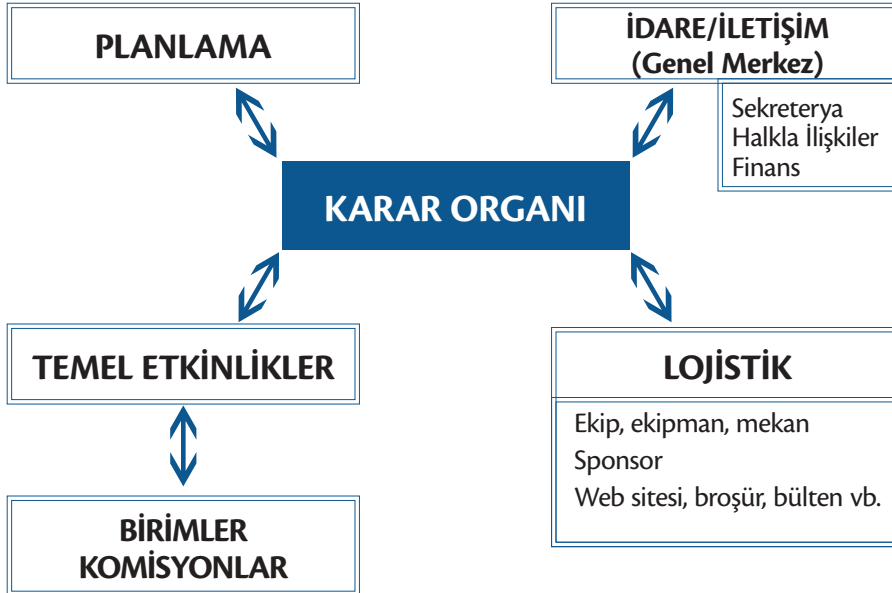 PLANLAMA
İDARE/İLETİŞİM
(Genel Merkez)
Sekreterya
Halkla İlişkiler
Finans
KARAR ORGANI
TEMEL ETKİNLİKLER
LOJİSTİK
Ekip, ekipman, mekan
Sponsor
Web sitesi, broşür, bülten vb.
BİRİMLER
KOMİSYONLAR